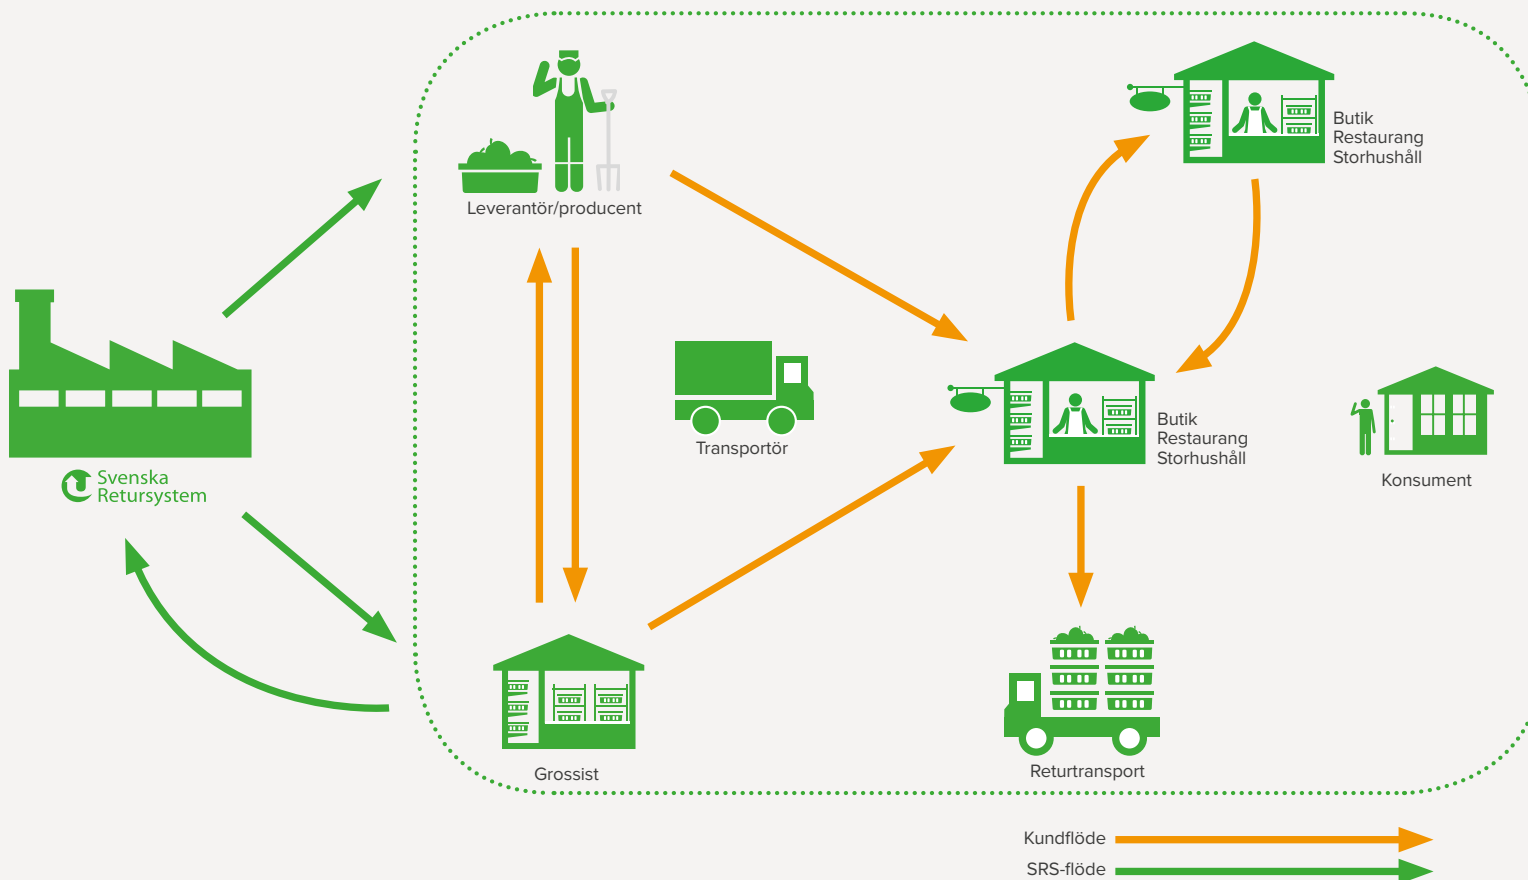 Butik
Restaurang
Storhushåll
Leverantör/producent
Transportör
Butik
Restaurang
Storhushåll
Konsument
Svenska
Retursystem
Grossist
Returtransport
Kundflöde
SRS-flöde